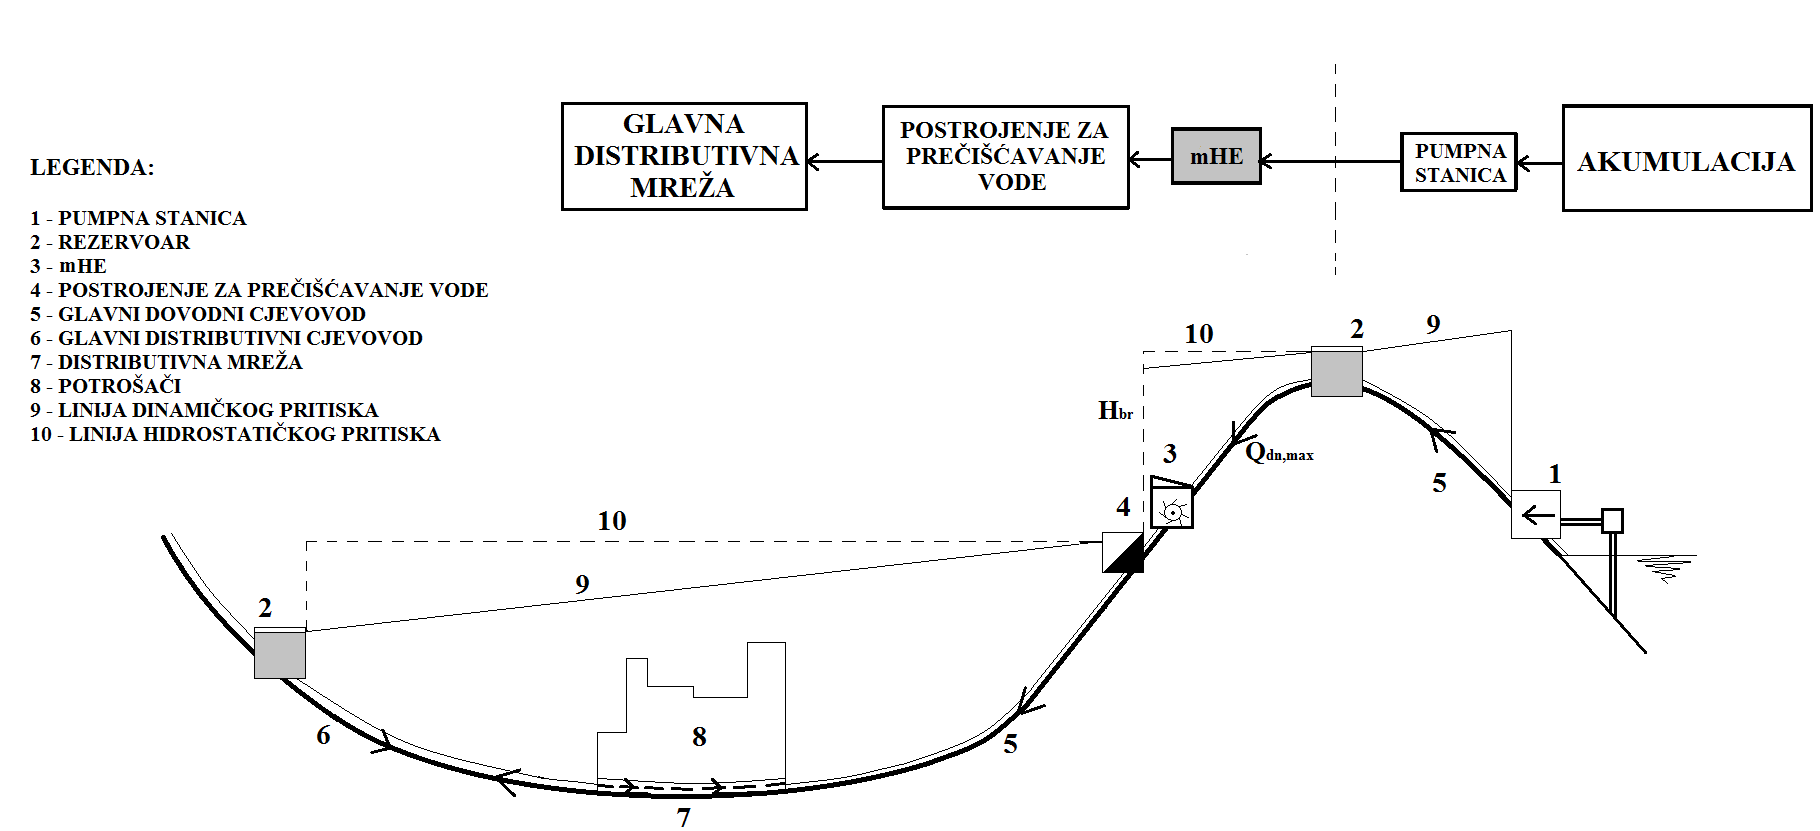 GLAVNA
DISTRIBUTIVNA
MREŽA
POSTROJENJE ZA
PREČIŠĆAVANJE
VODE
mHE
PUMPNA
STANICA
AKUMULACIJA
LEGENDA:
1 - PUMPNA STANICA
2 - REZERVOAR
3 - mHE
4 - POSTROJENJE ZA PREČIŠĆAVANJE VODE
5 - GLAVNI DOVODNI CJEVOVOD
6 - GLAVNI DISTRIBUTIVNI CJEVOVOD
7 - DISTRIBUTIVNA MREŽA
8 - POTROŠAČI
9 - LINIJA DINAMIČKOG PRITISKA
10 - LINIJA HIDROSTATIČKOG PRITISKA
10
2
9
Hbr
3
Qdn,max
5
1
4
10
9
2
6
8
5
7